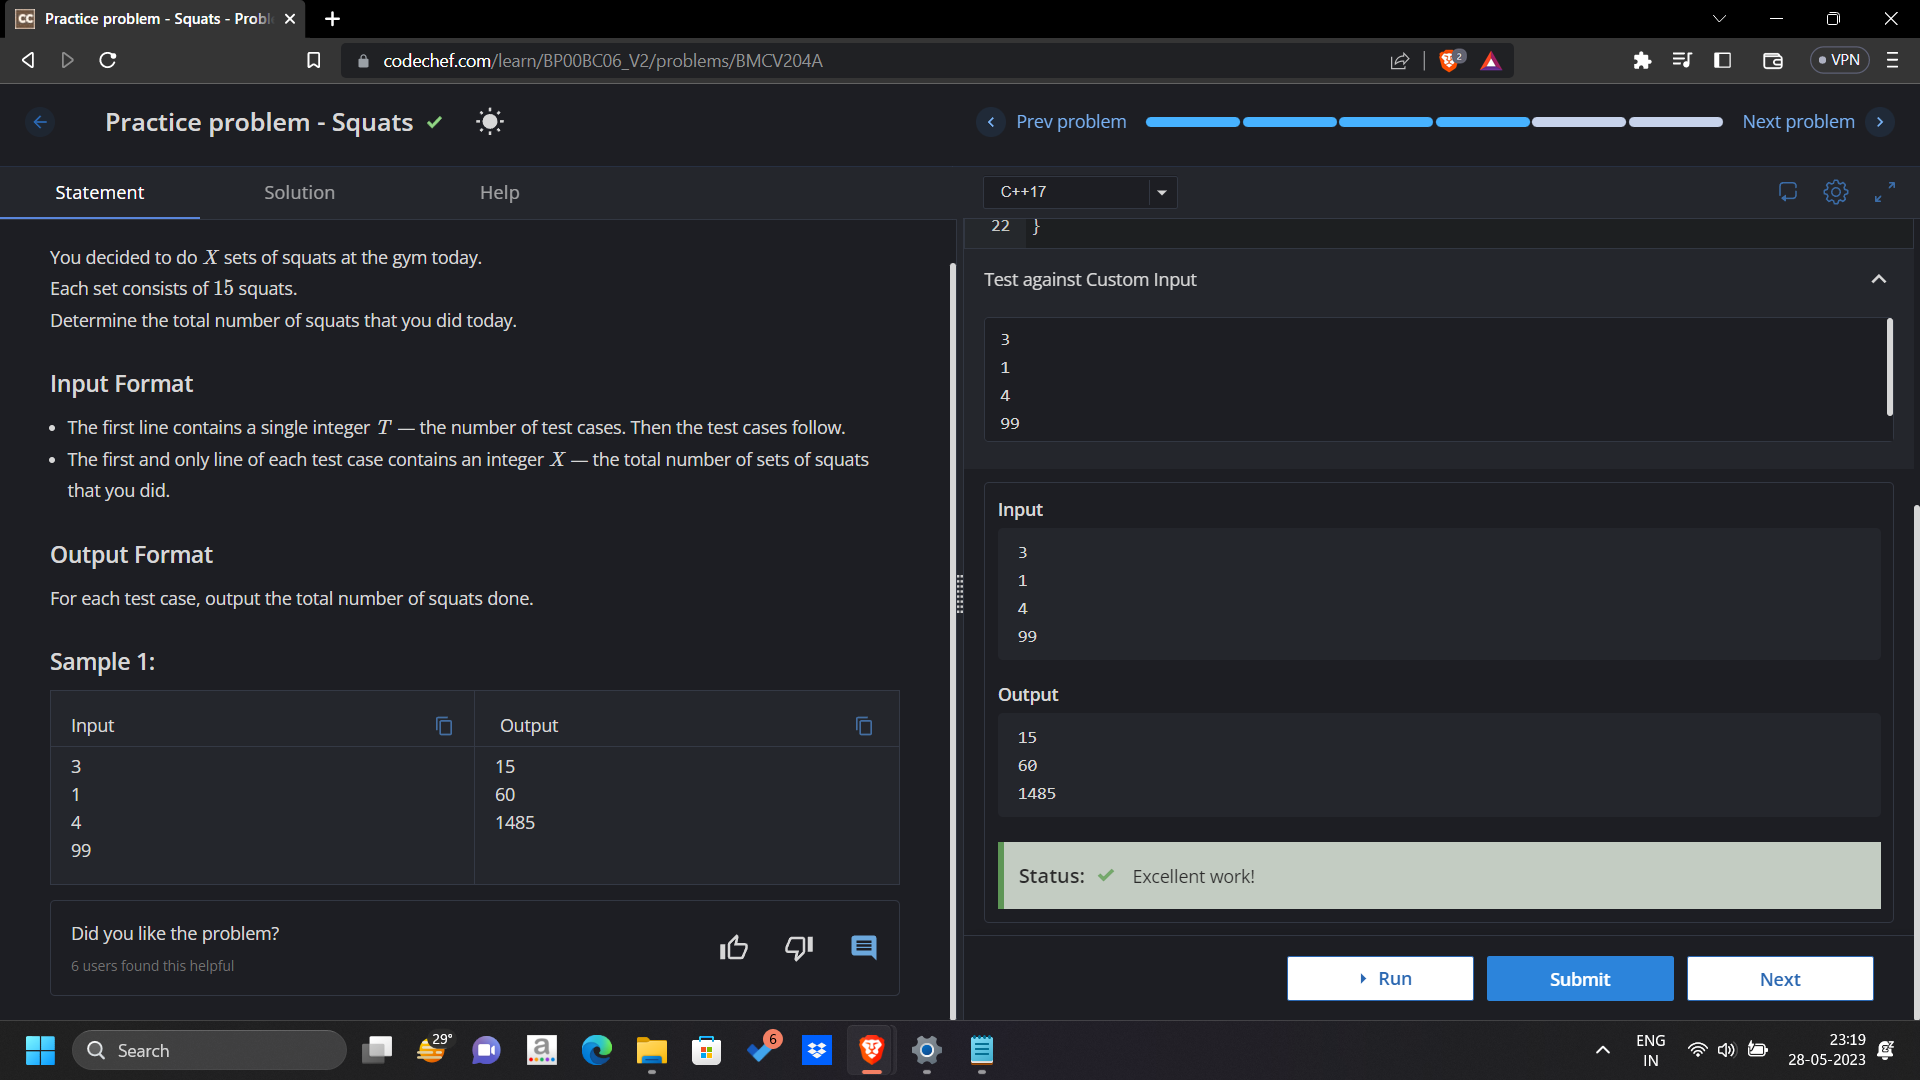 CC Practice problem - Squats - Probl
codechef.com/learn/BP00BC06_V2/problems/BMCV204A
2
VPN
Practice problem - Squats
Prev problem
Next problem
Statement
Solution
Help
C++17
You decided to do X sets of squats at the gym today.
Each set consists of 15 squats.
Determine the total number of squats that you did today.
Input Format
• The first line contains a single integer T — the number of test cases. Then the test cases follow.
• The first and only line of each test case contains an integer X — the total number of sets of squats
that you did.
Output Format
For each test case, output the total number of squats done.
Sample 1:
Input
Output
3
1
4
99
15
60
1485
Did you like the problem?
6 users found this helpful
22 }
Test against Custom Input
3
1
4
99
Input
3
1
4
99
Output
15
60
1485
Status: Excellent work!
Run
Submit
Next
Search
29°
a
6
ENG
IN
23:19
28-05-2023